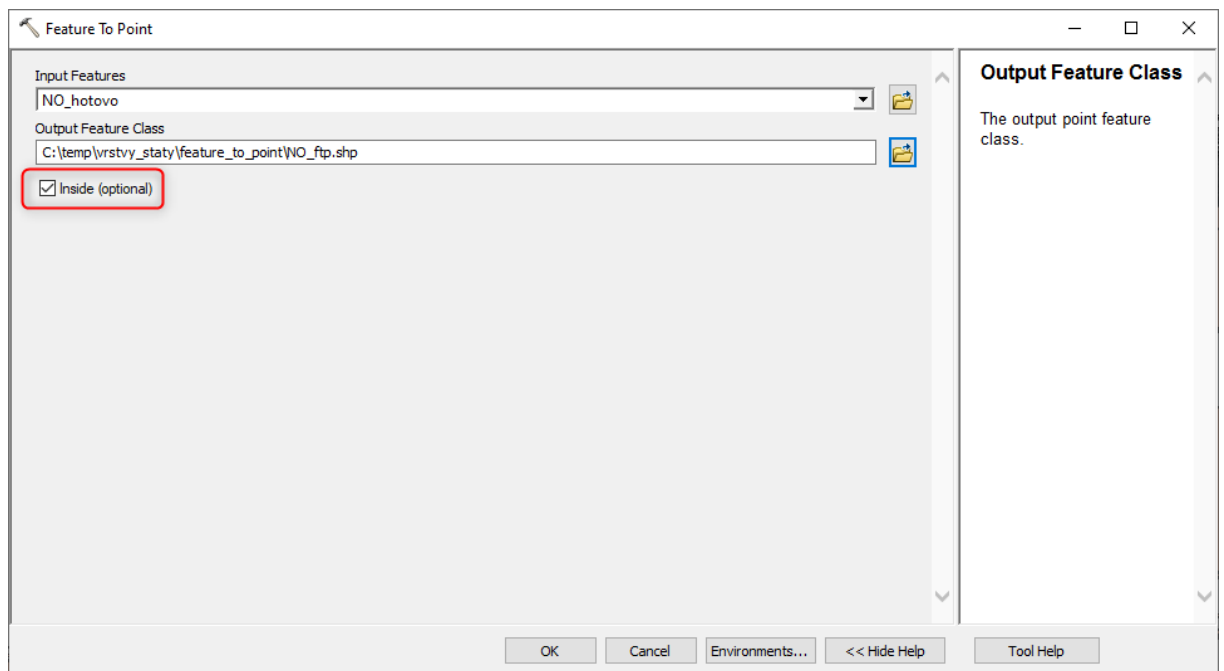 Feature To Point
Input Features
NO_hotovo
Output Feature Class
C:\temp\vrstvy_staty\feature_to_point\NO_ftp.shp
Inside (optional)
Output Feature Class
The output point feature
class.
OK
Cancel
Environments...
<< Hide Help
Tool Help